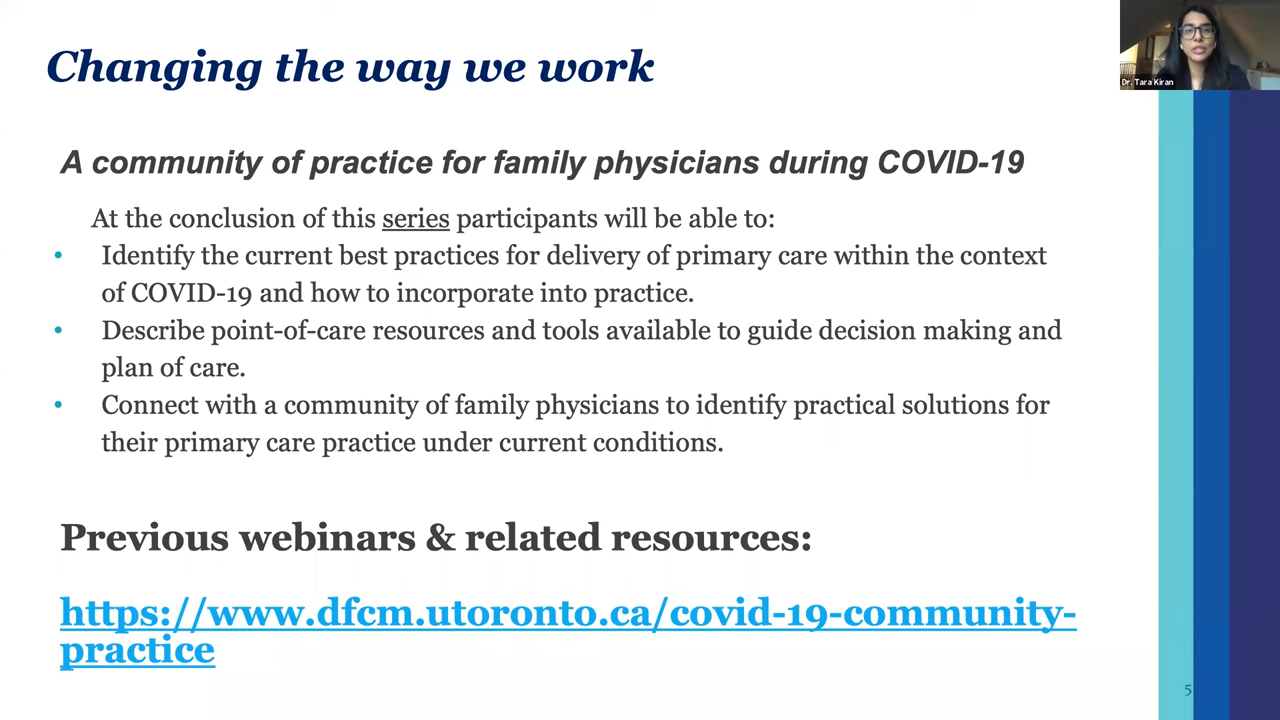 Changing the way we work
Dr. Tara Kiran
A community of practice for family physicians during COVID-19
At the conclusion of this series participants will be able to:
• Identify the current best practices for delivery of primary care within the context
of COVID-19 and how to incorporate into practice.
• Describe point-of-care resources and tools available to guide decision making and
plan of care.
• Connect with a community of family physicians to identify practical solutions for
their primary care practice under current conditions.
Previous webinars & related resources:
https://www.dfcm.utoronto.ca/covid-19-community-
practice
5